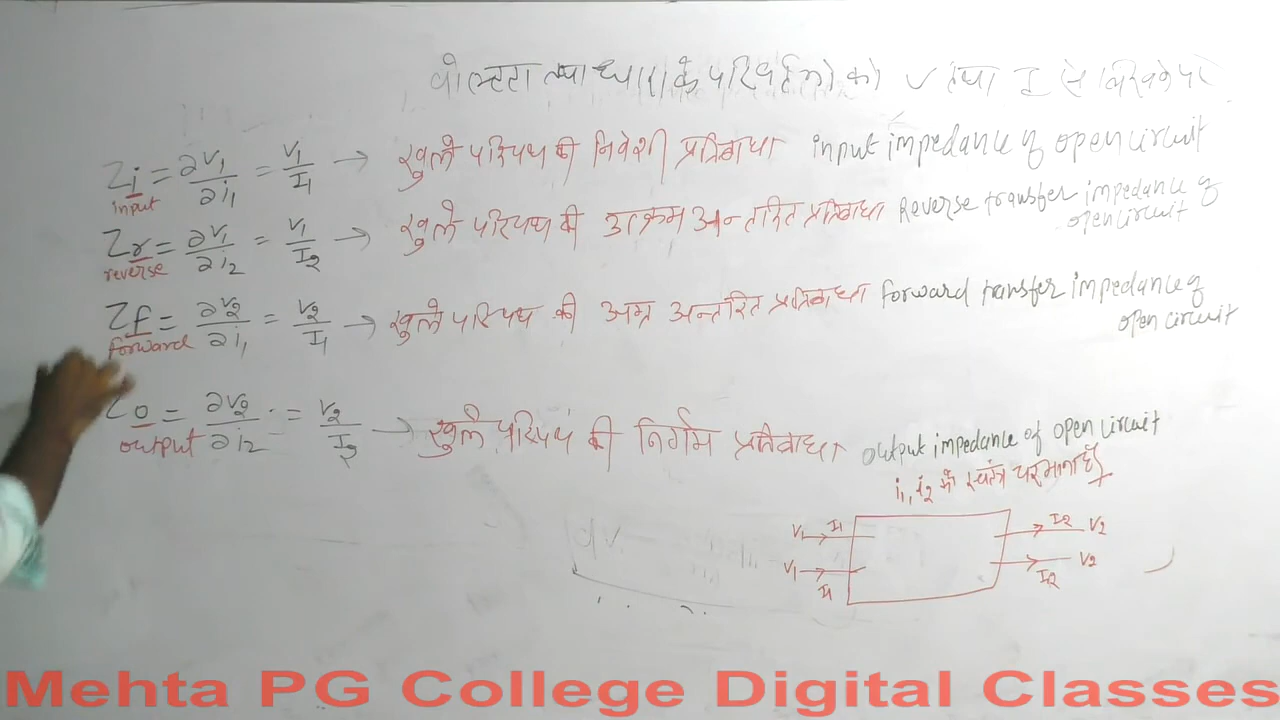 वोल्टता तथा धारा के परिवर्तनों को V तथा I से लिखने पर
Zi = ∂V1/∂i1 = V1/I1 → खुले परिपथ की निवेशी प्रतिबाधा input impedance of open circuit
input
Zr = ∂V1/∂i2 = V1/I2 → खुले परिपथ की उत्क्रम अन्तरित प्रतिबाधा Reverse transfer impedance of
open circuit
reverse
Zf = ∂V2/∂i1 = V2/I1 → खुले परिपथ की अग्र अन्तरित प्रतिबाधा forward transfer impedance of
open circuit
forward
Zo = ∂V2/∂i2 = V2/I2 → खुले परिपथ की निर्गम प्रतिबाधा output impedance of open circuit
output
i1, i2 को स्वतंत्र चर माना है
V1 I1 I2 V2
V1 I1 I2 V2
dV
Mehta PG College Digital Classes